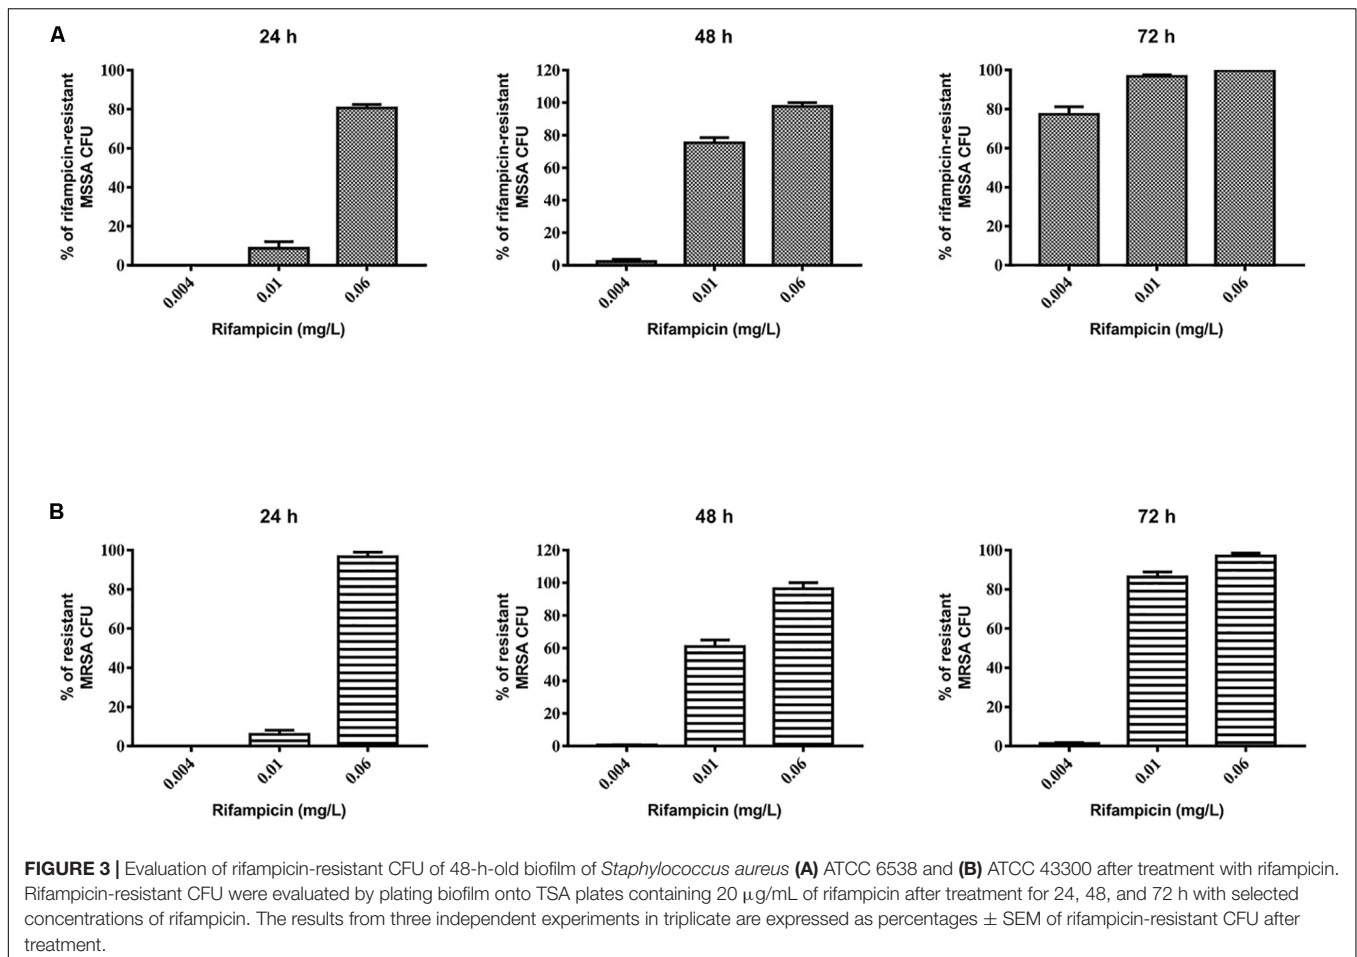 A
24 h
48 h
72 h
% of rifampicin-resistant
MSSA CFU
100
80
60
40
20
0
0.004
0.01
0.06
Rifampicin (mg/L)
% of rifampicin-resistant
MSSA CFU
120
100
80
60
40
20
0
0.004
0.01
0.06
Rifampicin (mg/L)
% of rifampicin-resistant
MSSA CFU
100
80
60
40
20
0
0.004
0.01
0.06
Rifampicin (mg/L)
B
24 h
48 h
72 h
% of resistant
MRSA CFU
100
80
60
40
20
0
0.004
0.01
0.06
Rifampicin (mg/L)
% of resistant
MRSA CFU
120
100
80
60
40
20
0
0.004
0.01
0.06
Rifampicin (mg/L)
% of resistant
MRSA CFU
100
80
60
40
20
0
0.004
0.01
0.06
Rifampicin (mg/L)
FIGURE 3 | Evaluation of rifampicin-resistant CFU of 48-h-old biofilm of Staphylococcus aureus (A) ATCC 6538 and (B) ATCC 43300 after treatment with rifampicin.
Rifampicin-resistant CFU were evaluated by plating biofilm onto TSA plates containing 20 μg/mL of rifampicin after treatment for 24, 48, and 72 h with selected
concentrations of rifampicin. The results from three independent experiments in triplicate are expressed as percentages ± SEM of rifampicin-resistant CFU after
treatment.